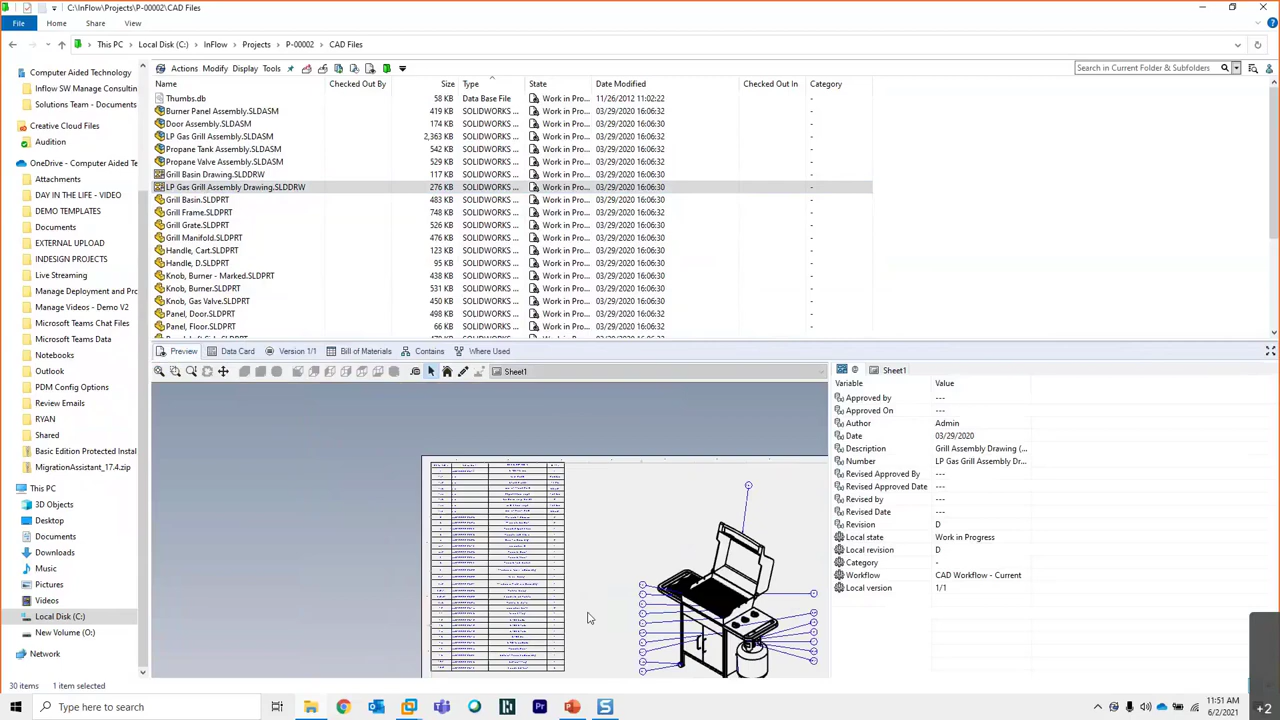 C:\InFlow\Projects\P-00002\CAD Files
File Home Share View
This PC Local Disk (C:) InFlow Projects P-00002 CAD Files
Computer Aided Technology
Inflow SW Manage Consulting
Solutions Team - Documents
Creative Cloud Files
Audition
OneDrive - Computer Aided Te
Attachments
DAY IN THE LIFE - VIDEO
DEMO TEMPLATES
Documents
EXTERNAL UPLOAD
INDESIGN PROJECTS
Live Streaming
Manage Deployment and Pro
Manage Videos - Demo V2
Microsoft Teams Chat Files
Microsoft Teams Data
Notebooks
Outlook
PDM Config Options
Review Emails
RYAN
Shared
Basic Edition Protected Instal
MigrationAssistant_17.4.zip
This PC
3D Objects
Desktop
Documents
Downloads
Music
Pictures
Videos
Local Disk (C:)
New Volume (D:)
Network
30 items 1 item selected
Actions Modify Display Tools
Search in Current Folder & Subfolders
Name Checked Out By Size Type State Date Modified Checked Out In Category
Thumbs.db 58 KB Data Base File Work in Pro... 11/26/2012 11:02:22 -
Burner Panel Assembly.SLDASM 419 KB SOLIDWORKS ... Work in Pro... 03/29/2020 16:06:32 -
Door Assembly.SLDASM 174 KB SOLIDWORKS ... Work in Pro... 03/29/2020 16:06:32 -
LP Gas Grill Assembly.SLDASM 2,363 KB SOLIDWORKS ... Work in Pro... 03/29/2020 16:06:32 -
Propane Tank Assembly.SLDASM 542 KB SOLIDWORKS ... Work in Pro... 03/29/2020 16:06:32 -
Propane Valve Assembly.SLDASM 529 KB SOLIDWORKS ... Work in Pro... 03/29/2020 16:06:32 -
Grill Basin Drawing.SLDDRW 117 KB SOLIDWORKS ... Work in Pro... 03/29/2020 16:06:30 -
LP Gas Grill Assembly Drawing.SLDDRW 276 KB SOLIDWORKS ... Work in Pro... 03/29/2020 16:06:30 -
Grill Basin.SLDPRT 483 KB SOLIDWORKS ... Work in Pro... 03/29/2020 16:06:30 -
Grill Frame.SLDPRT 748 KB SOLIDWORKS ... Work in Pro... 03/29/2020 16:06:32 -
Grill Grate.SLDPRT 526 KB SOLIDWORKS ... Work in Pro... 03/29/2020 16:06:30 -
Grill Manifold.SLDPRT 476 KB SOLIDWORKS ... Work in Pro... 03/29/2020 16:06:30 -
Handle, Cart.SLDPRT 123 KB SOLIDWORKS ... Work in Pro... 03/29/2020 16:06:30 -
Handle, D.SLDPRT 95 KB SOLIDWORKS ... Work in Pro... 03/29/2020 16:06:30 -
Knob, Burner - Marked.SLDPRT 438 KB SOLIDWORKS ... Work in Pro... 03/29/2020 16:06:30 -
Knob, Burner.SLDPRT 531 KB SOLIDWORKS ... Work in Pro... 03/29/2020 16:06:30 -
Knob, Gas Valve.SLDPRT 450 KB SOLIDWORKS ... Work in Pro... 03/29/2020 16:06:30 -
Panel, Door.SLDPRT 498 KB SOLIDWORKS ... Work in Pro... 03/29/2020 16:06:32 -
Panel, Floor.SLDPRT 66 KB SOLIDWORKS ... Work in Pro... 03/29/2020 16:06:30 -
Preview Data Card Version 1/1 Bill of Materials Contains Where Used
Sheet1
Sheet1
Variable Value
Approved by ---
Approved On ---
Author Admin
Date 03/29/2020
Description Grill Assembly Drawing (...
Number LP Gas Grill Assembly Dr...
Revised Approved By ---
Revised Approved Date ---
Revised by ---
Revised Date ---
Revision D
Local state Work in Progress
Local revision D
Category -
Workflow CAD Workflow - Current
Local version 1/1
Type here to search
11:51 AM
6/2/2021
+2